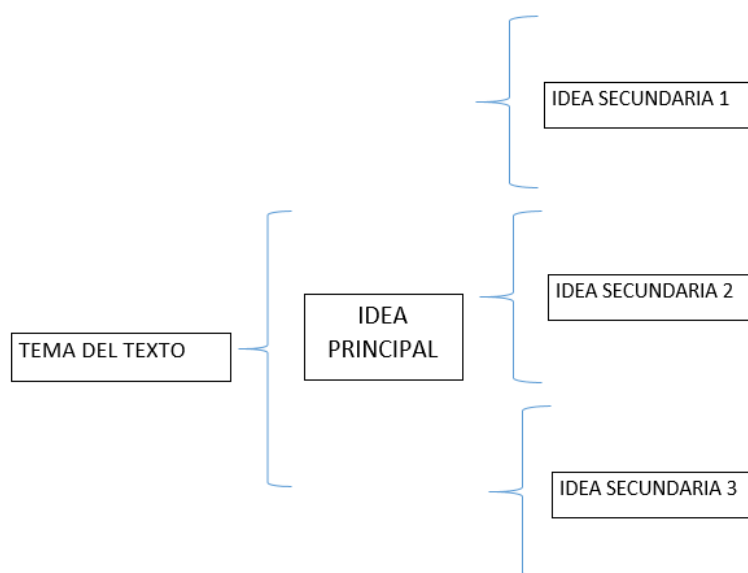 IDEA SECUNDARIA 1
IDEA SECUNDARIA 2
IDEA
PRINCIPAL
TEMA DEL TEXTO
IDEA SECUNDARIA 3